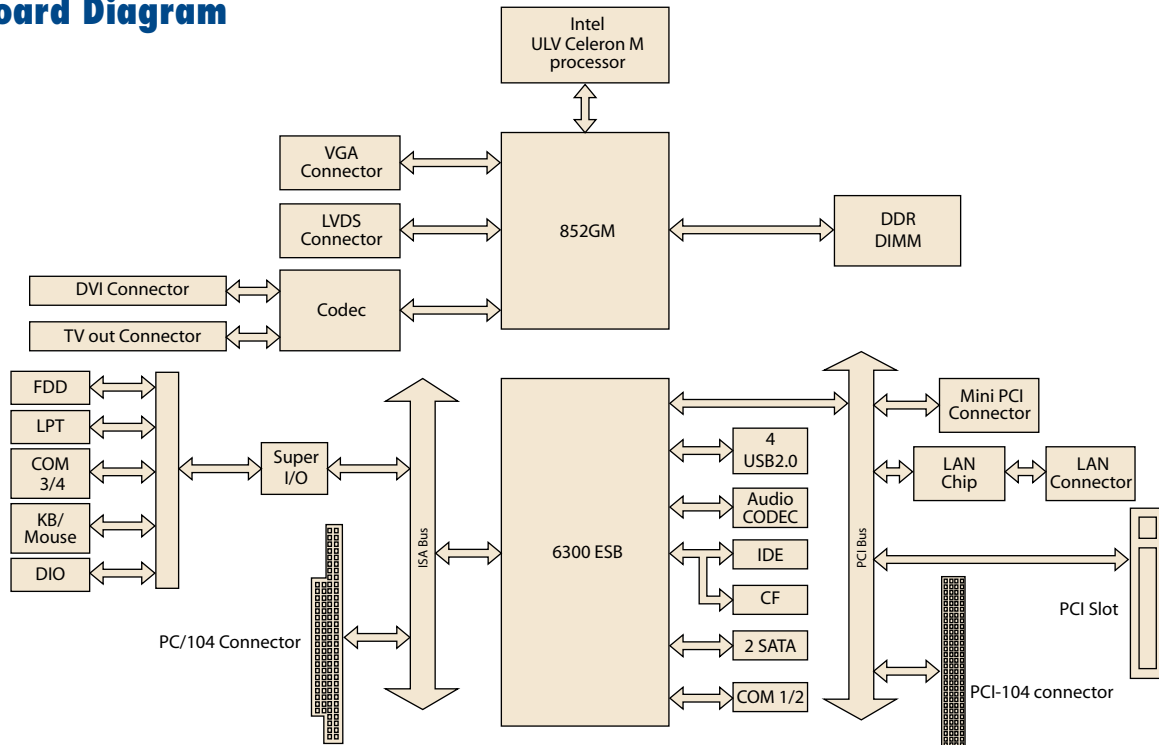 oard Diagram
Intel
ULV Celeron M
processor
VGA
Connector
LVDS
Connector
852GM
DDR
DIMM
DVI Connector
Codec
TV out Connector
FDD
LPT
COM
3/4
KB/
Mouse
DIO
Super
I/O
ISA Bus
PC/104 Connector
6300 ESB
4
USB2.0
Audio
CODEC
IDE
CF
2 SATA
COM 1/2
PCI Bus
Mini PCI
Connector
LAN
Chip
LAN
Connector
PCI Slot
PCI-104 connector